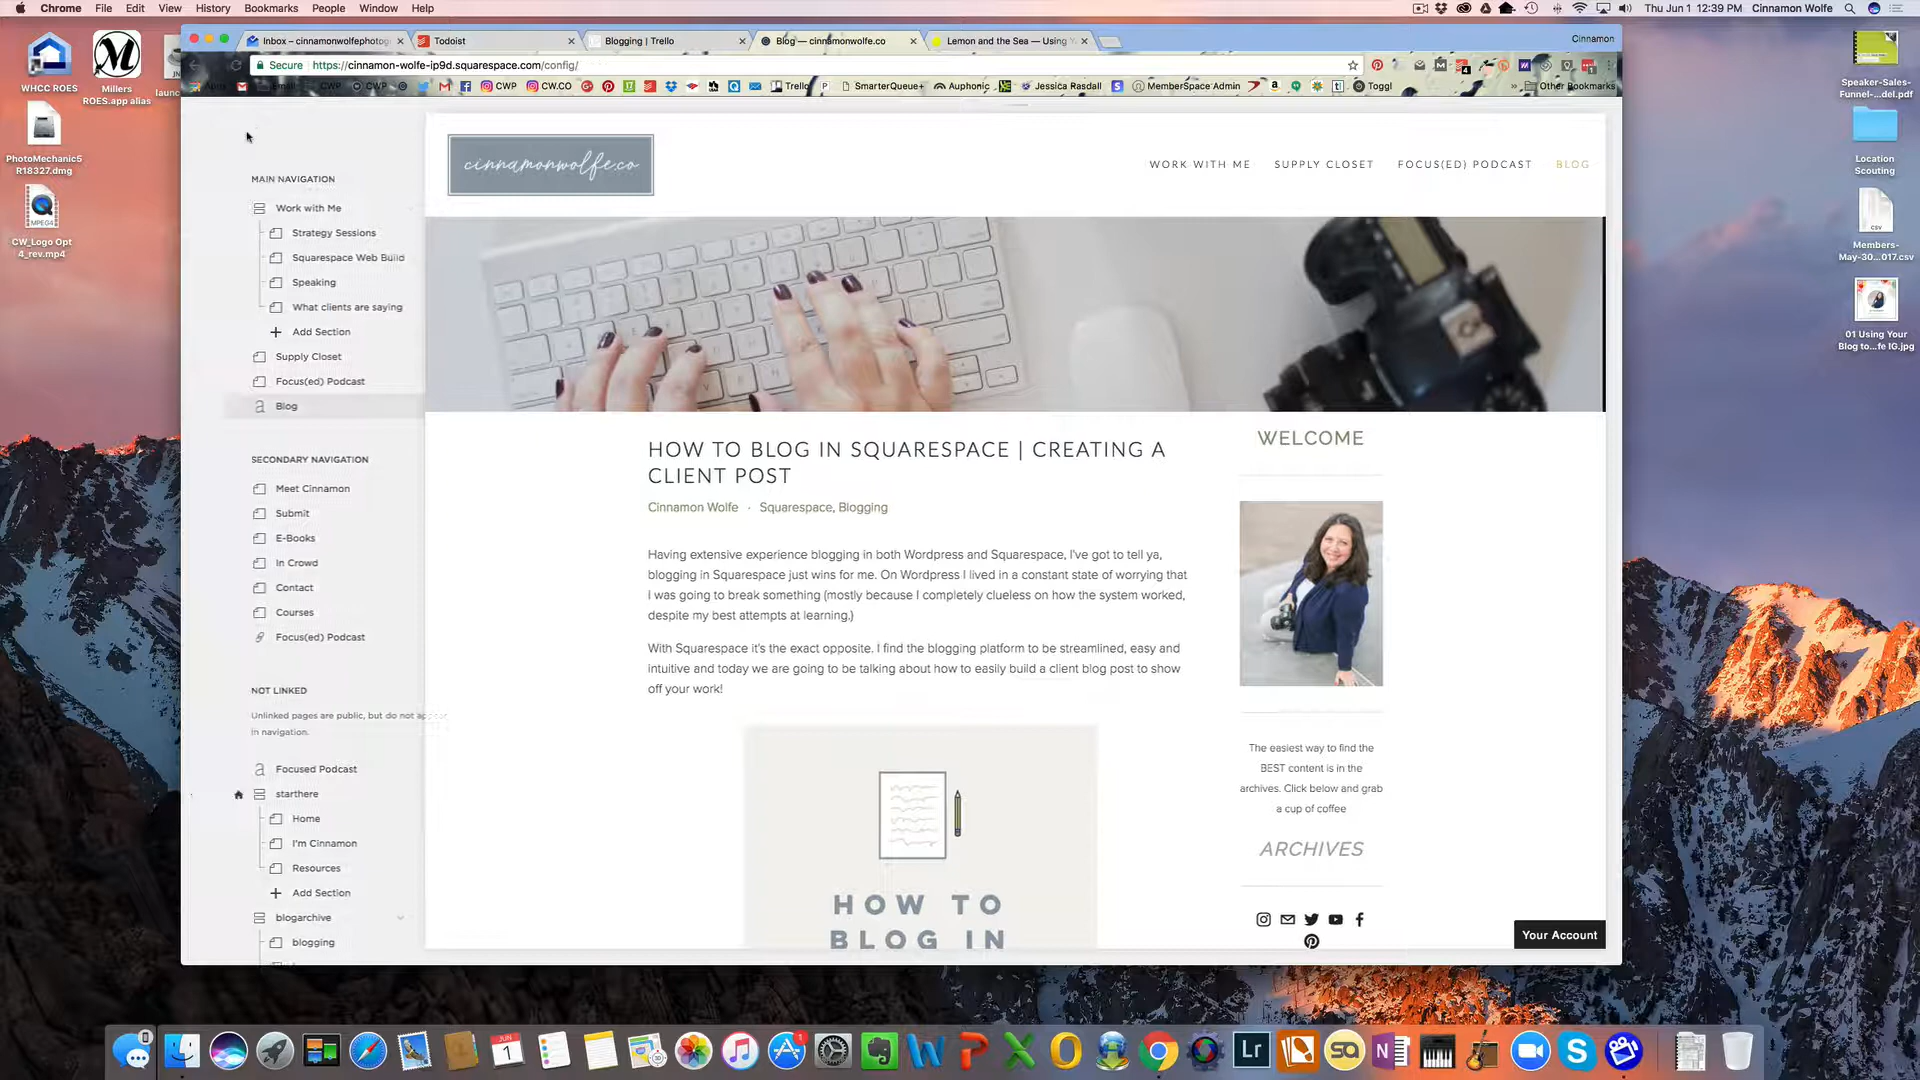 Chrome File Edit View History Bookmarks People Window Help
Thu Jun 1 12:39 PM Cinnamon Wolfe
Inbox – cinnamonwolfephotog
Todoist
Blogging | Trello
Blog — cinnamonwolfe.co
Lemon and the Sea — Using Y
Cinnamon
Secure https://cinnamon-wolfe-ip9d.squarespace.com/config/
Apps Email CWP CWP CWP CW.CO Trello SmarterQueue+ Auphonic Jessica Rasdall MemberSpace Admin Toggl » Other Bookmarks
WHCC ROES
Millers
ROES.app alias
JN
launc
PhotoMechanic5
R18327.dmg
MPEG4
CW_Logo Opt
4_rev.mp4
Speaker-Sales-
Funnel-...del.pdf
Location
Scouting
CSV
Members-
May-30...017.csv
01 Using Your
Blog to...fe IG.jpg
MAIN NAVIGATION
Work with Me
Strategy Sessions
Squarespace Web Build
Speaking
What clients are saying
Add Section
Supply Closet
Focus(ed) Podcast
Blog
SECONDARY NAVIGATION
Meet Cinnamon
Submit
E-Books
In Crowd
Contact
Courses
Focus(ed) Podcast
NOT LINKED
Unlinked pages are public, but do not appear
in navigation.
Focused Podcast
starthere
Home
I'm Cinnamon
Resources
Add Section
blogarchive
blogging
cinnamonwolfe.co
WORK WITH ME SUPPLY CLOSET FOCUS(ED) PODCAST BLOG
HOW TO BLOG IN SQUARESPACE | CREATING A
CLIENT POST
Cinnamon Wolfe · Squarespace, Blogging
Having extensive experience blogging in both Wordpress and Squarespace, I've got to tell ya,
blogging in Squarespace just wins for me. On Wordpress I lived in a constant state of worrying that
I was going to break something (mostly because I completely clueless on how the system worked,
despite my best attempts at learning.)
With Squarespace it's the exact opposite. I find the blogging platform to be streamlined, easy and
intuitive and today we are going to be talking about how to easily build a client blog post to show
off your work!
HOW TO
BLOG IN
WELCOME
The easiest way to find the
BEST content is in the
archives. Click below and grab
a cup of coffee
ARCHIVES
Your Account
JUN
1
Lr